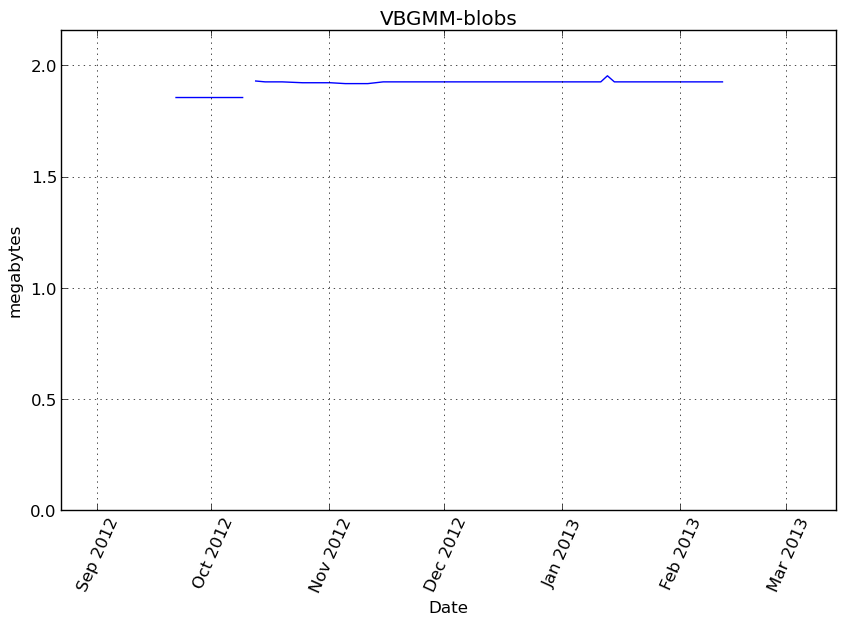 VBGMM-blobs
2.0
1.5
1.0
0.5
0.0
megabytes
Sep 2012
Oct 2012
Nov 2012
Dec 2012
Jan 2013
Feb 2013
Mar 2013
Date